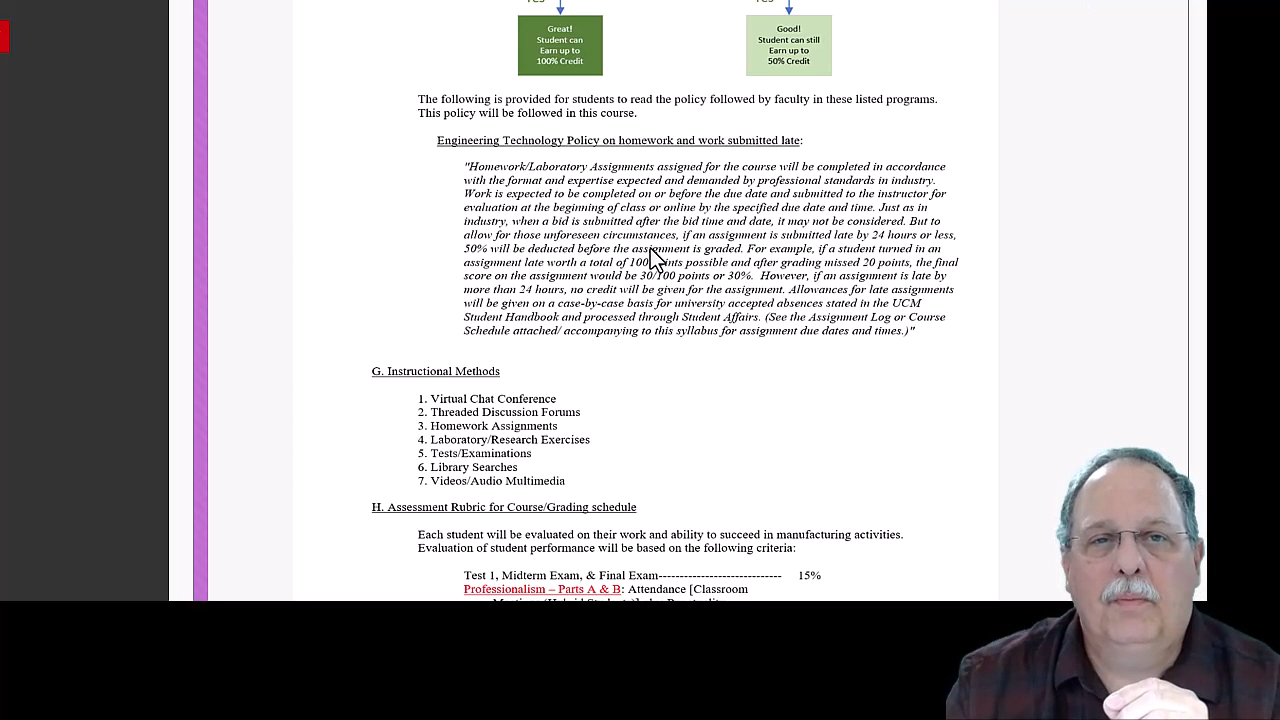 Great!
Student can
Earn up to
100% Credit
Good!
Student can still
Earn up to
50% Credit
The following is provided for students to read the policy followed by faculty in these listed programs.
This policy will be followed in this course.
Engineering Technology Policy on homework and work submitted late:
"Homework/Laboratory Assignments assigned for the course will be completed in accordance
with the format and expertise expected and demanded by professional standards in industry.
Work is expected to be completed on or before the due date and submitted to the instructor for
evaluation at the beginning of class or online by the specified due date and time. Just as in
industry, when a bid is submitted after the bid time and date, it may not be considered. But to
allow for those unforeseen circumstances, if an assignment is submitted late by 24 hours or less,
50% will be deducted before the assignment is graded. For example, if a student turned in an
assignment late worth a total of 100 points possible and after grading missed 20 points, the final
score on the assignment would be 30/100 points or 30%. However, if an assignment is late by
more than 24 hours, no credit will be given for the assignment. Allowances for late assignments
will be given on a case-by-case basis for university accepted absences stated in the UCM
Student Handbook and processed through Student Affairs. (See the Assignment Log or Course
Schedule attached/ accompanying to this syllabus for assignment due dates and times.)"
G. Instructional Methods
1. Virtual Chat Conference
2. Threaded Discussion Forums
3. Homework Assignments
4. Laboratory/Research Exercises
5. Tests/Examinations
6. Library Searches
7. Videos/Audio Multimedia
H. Assessment Rubric for Course/Grading schedule
Each student will be evaluated on their work and ability to succeed in manufacturing activities.
Evaluation of student performance will be based on the following criteria:
Test 1, Midterm Exam, & Final Exam---------------------------- 15%
Professionalism – Parts A & B: Attendance [Classroom